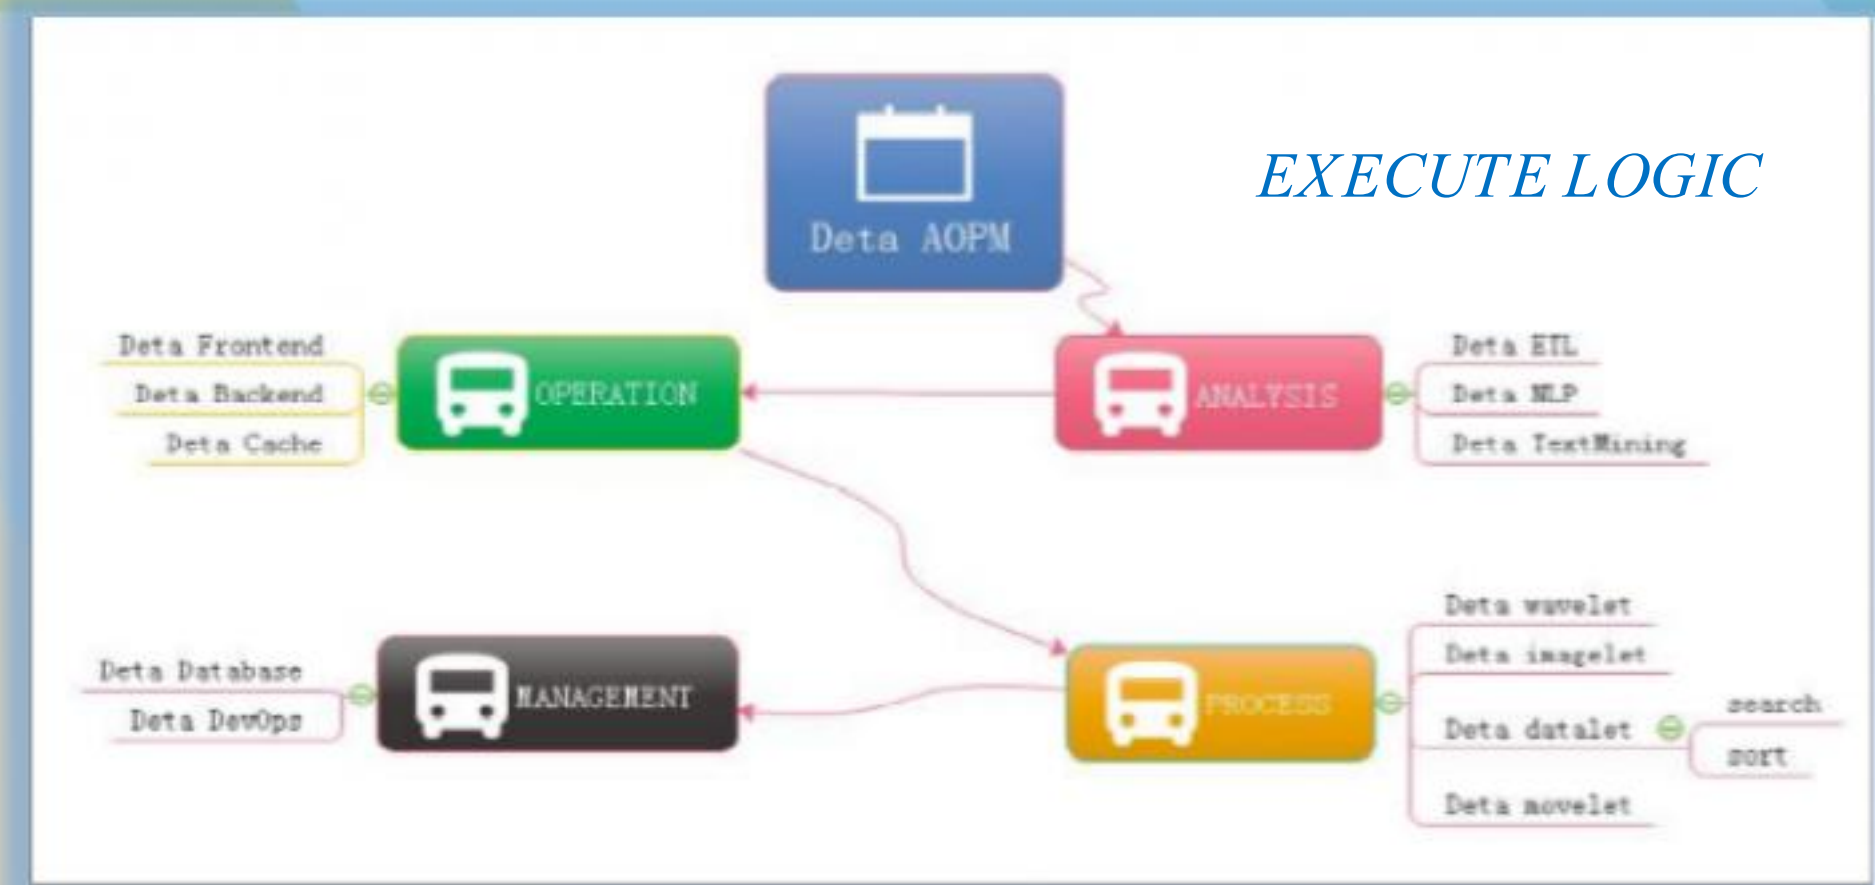 EXECUTE LOGIC
Deta AOPM
Deta Frontend
Deta Backend
Deta Cache
OPERATION
ANALYSIS
Deta ETL
Deta NLP
Deta TextMining
Deta Database
Deta DevOps
MANAGEMENT
PROCESS
Deta wavelet
Deta imagelet
Deta datalet
search
sort
Deta movelet